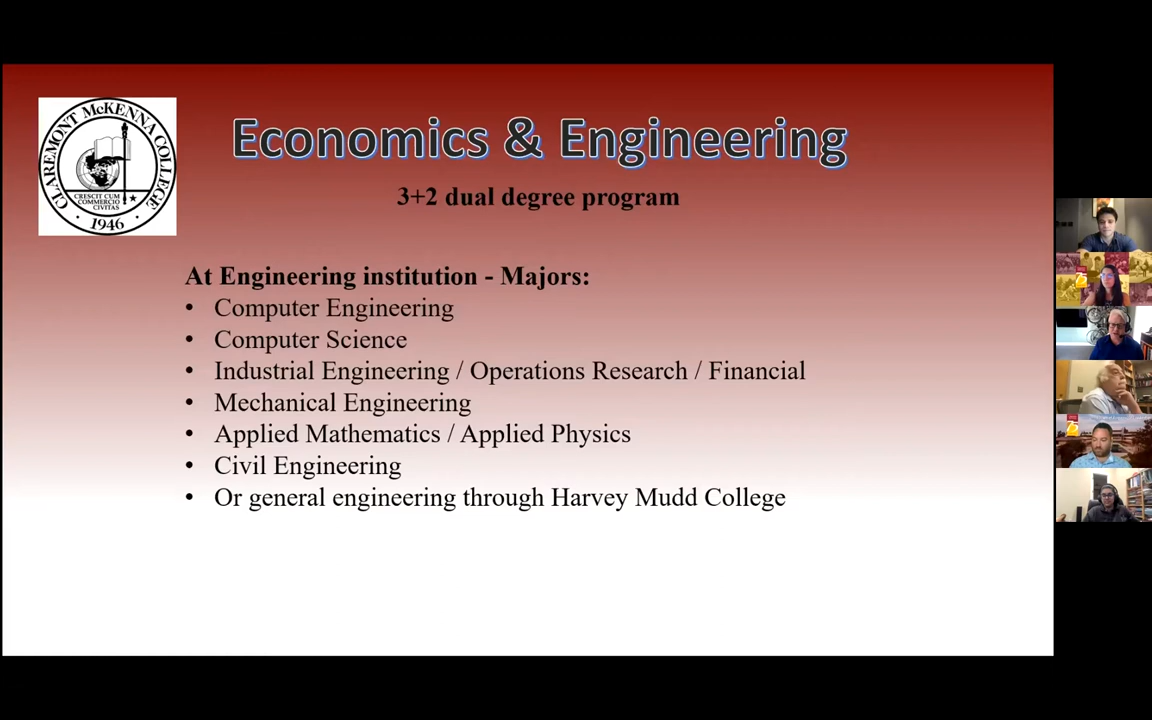 CLAREMONT McKENNA COLLEGE
CRESCIT CUM
COMMERCIO
CIVITAS
· 1946 ·
Economics & Engineering
3+2 dual degree program
At Engineering institution - Majors:
• Computer Engineering
• Computer Science
• Industrial Engineering / Operations Research / Financial
• Mechanical Engineering
• Applied Mathematics / Applied Physics
• Civil Engineering
• Or general engineering through Harvey Mudd College